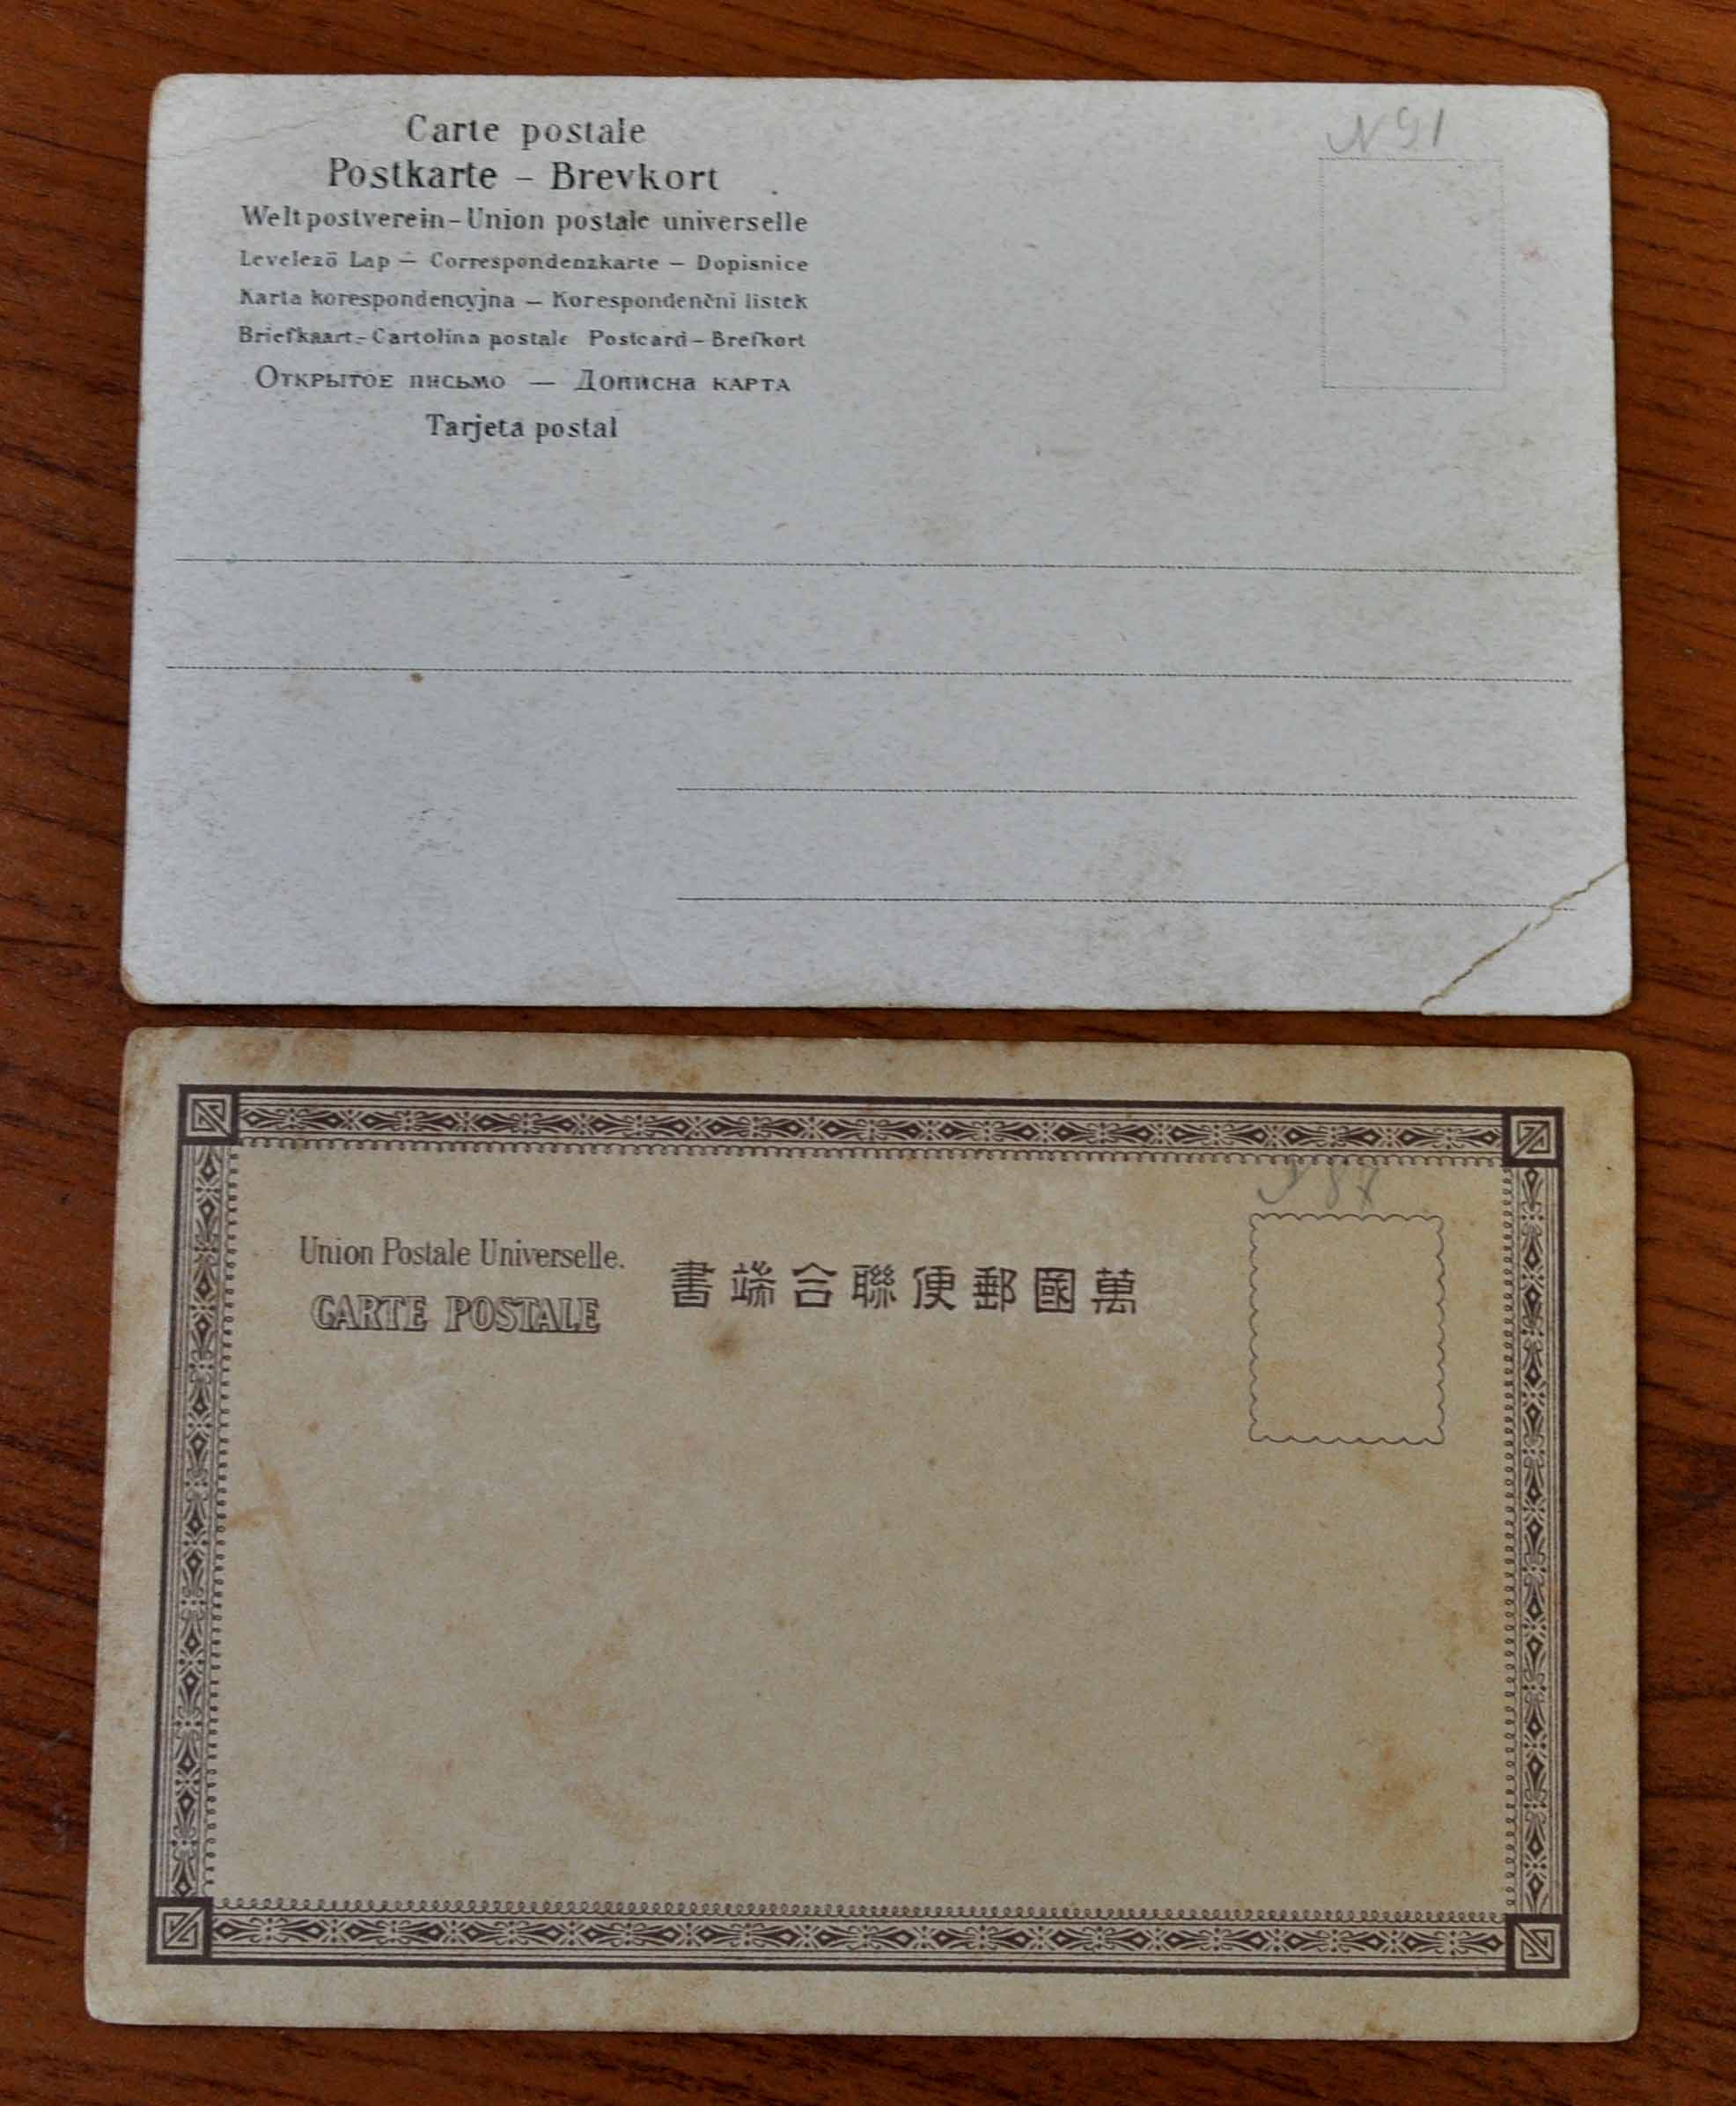 N 91
Carte postale
Postkarte – Brevkort
Weltpostverein–Union postale universelle
Levelező Lap – Correspondenzkarte – Dopisnice
Karta korespondencyjna – Korespondenční listek
Briefkaart–Cartolina postale Postcard–Brefkort
Открытое письмо — Дописна карта
Tarjeta postal
Union Postale Universelle.
CARTE POSTALE
書端合聯便郵國萬